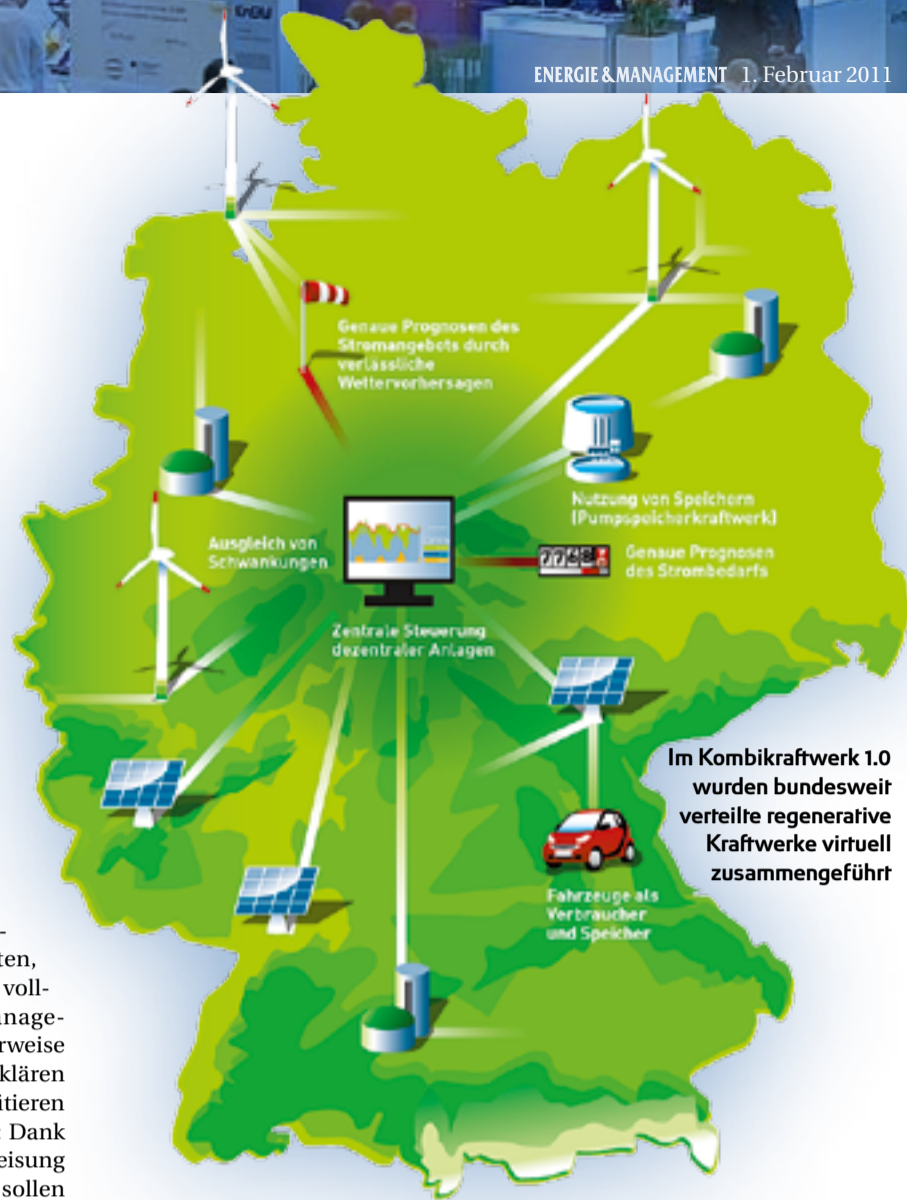 EnBW
ENERGIE & MANAGEMENT 1. Februar 2011
Genaue Prognosen des
Stromangebots durch
verlässliche
Wettervorhersagen
Nutzung von Speichern
(Pumpspeicherkraftwerk)
Ausgleich von
Schwankungen
Genaue Prognosen
des Strombedarfs
Zentrale Steuerung
dezentraler Anlagen
Im Kombikraftwerk 1.0
wurden bundesweit
verteilte regenerative
Kraftwerke virtuell
zusammengeführt
Fahrzeuge als
Verbraucher
und Speicher
-
ten,
voll-
nage-
rweise
klären
itieren
: Dank
eisung
sollen